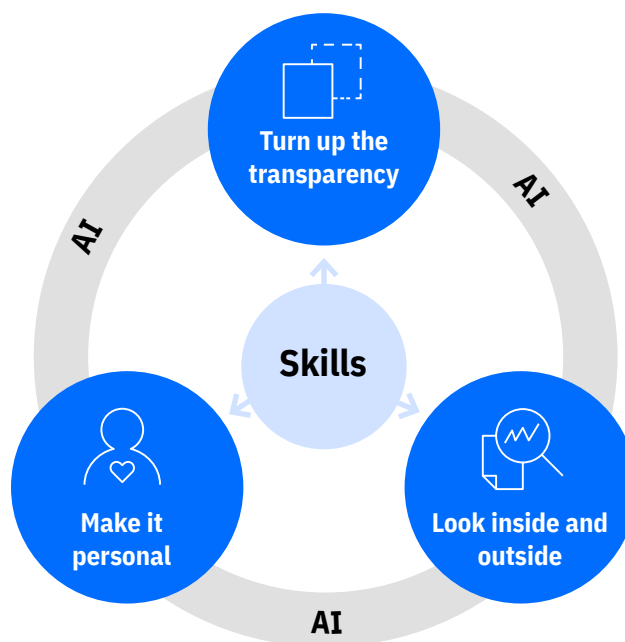 Turn up the
transparency
AI
AI
Skills
Make it
personal
Look inside and
outside
AI